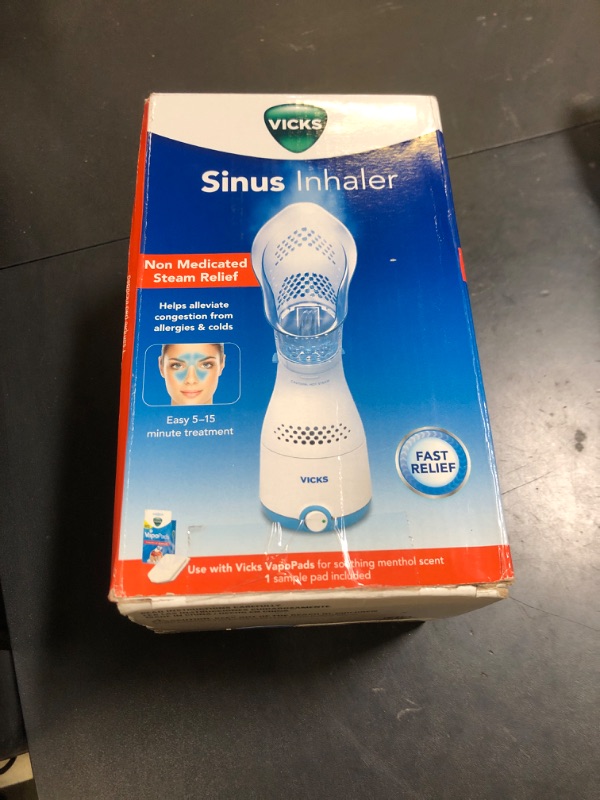 VICKS
Sinus Inhaler
Non Medicated
Steam Relief
Helps alleviate
congestion from
allergies & colds
Easy 5–15
minute treatment
FAST
RELIEF
VICKS
VapoPads
Use with Vicks VapoPads for soothing menthol scent
1 sample pad included